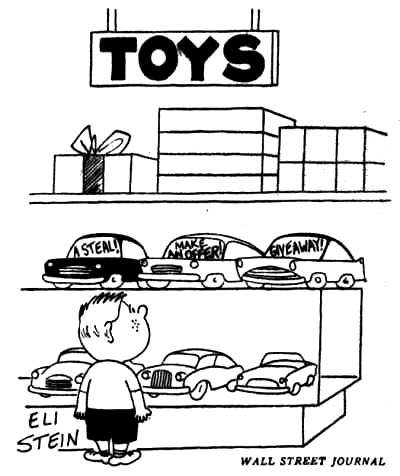 TOYS
A STEAL!
MAKE
AN OFFER!
GIVEAWAY!
ELI
STEIN
WALL STREET JOURNAL